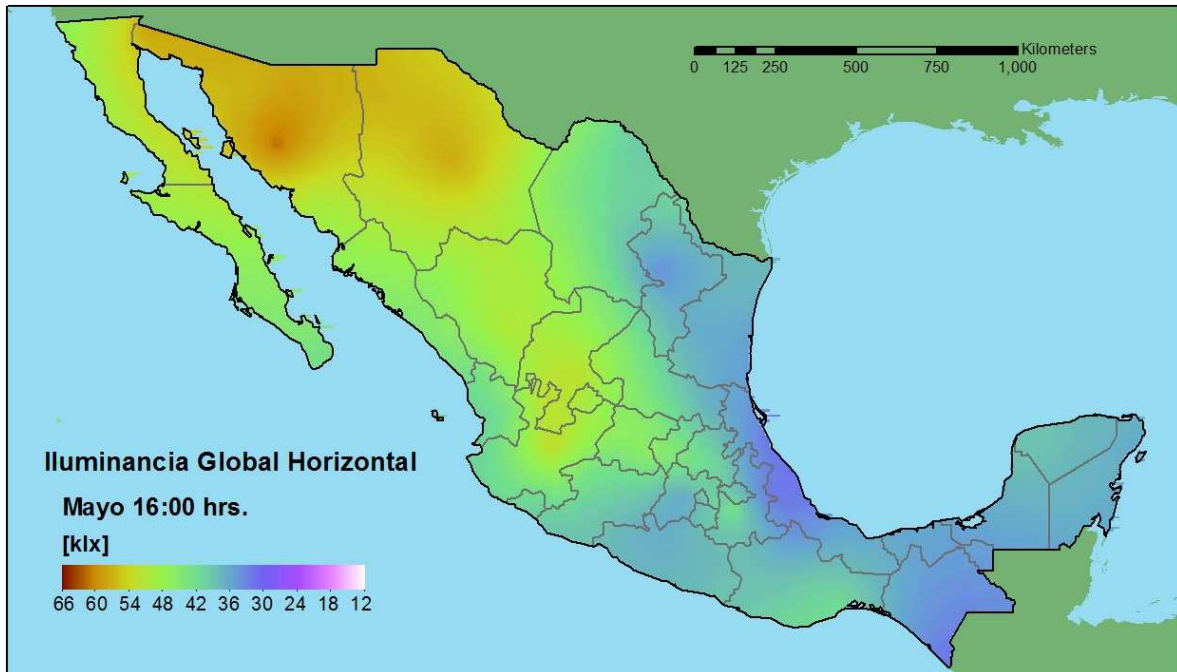 Kilometers
0 125 250 500 750 1,000
Iluminancia Global Horizontal
Mayo 16:00 hrs.
[klx]
66 60 54 48 42 36 30 24 18 12